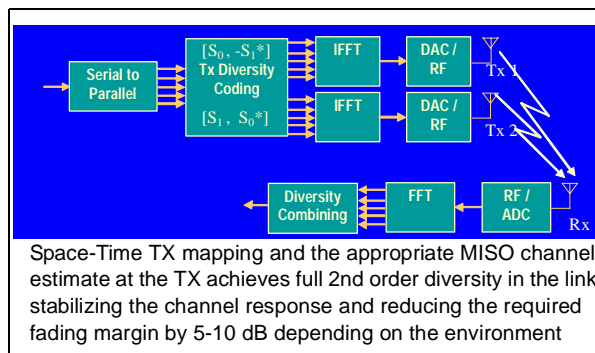 [S₀, -S₁*]
Serial to
Parallel
Tx Diversity
Coding
[S₁ , S₀*]
IFFT
DAC /
RF
Tx 1
IFFT
DAC /
RF
Tx 2
Diversity
Combining
FFT
RF /
ADC
Rx
Space-Time TX mapping and the appropriate MISO channel
estimate at the TX achieves full 2nd order diversity in the link
stabilizing the channel response and reducing the required
fading margin by 5-10 dB depending on the environment